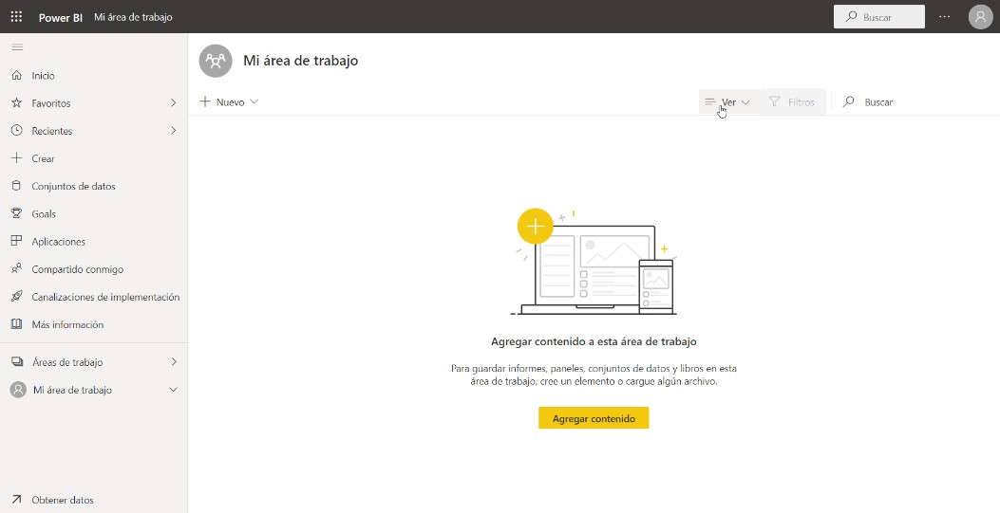 Power BI Mi área de trabajo
Buscar
Mi área de trabajo
Nuevo
Ver
Filtros
Buscar
Inicio
Favoritos
Recientes
Crear
Conjuntos de datos
Goals
Aplicaciones
Compartido conmigo
Canalizaciones de implementación
Más información
Áreas de trabajo
Mi área de trabajo
Obtener datos
Agregar contenido a esta área de trabajo
Para guardar informes, paneles, conjuntos de datos y libros en esta
área de trabajo, cree un elemento o cargue algún archivo.
Agregar contenido